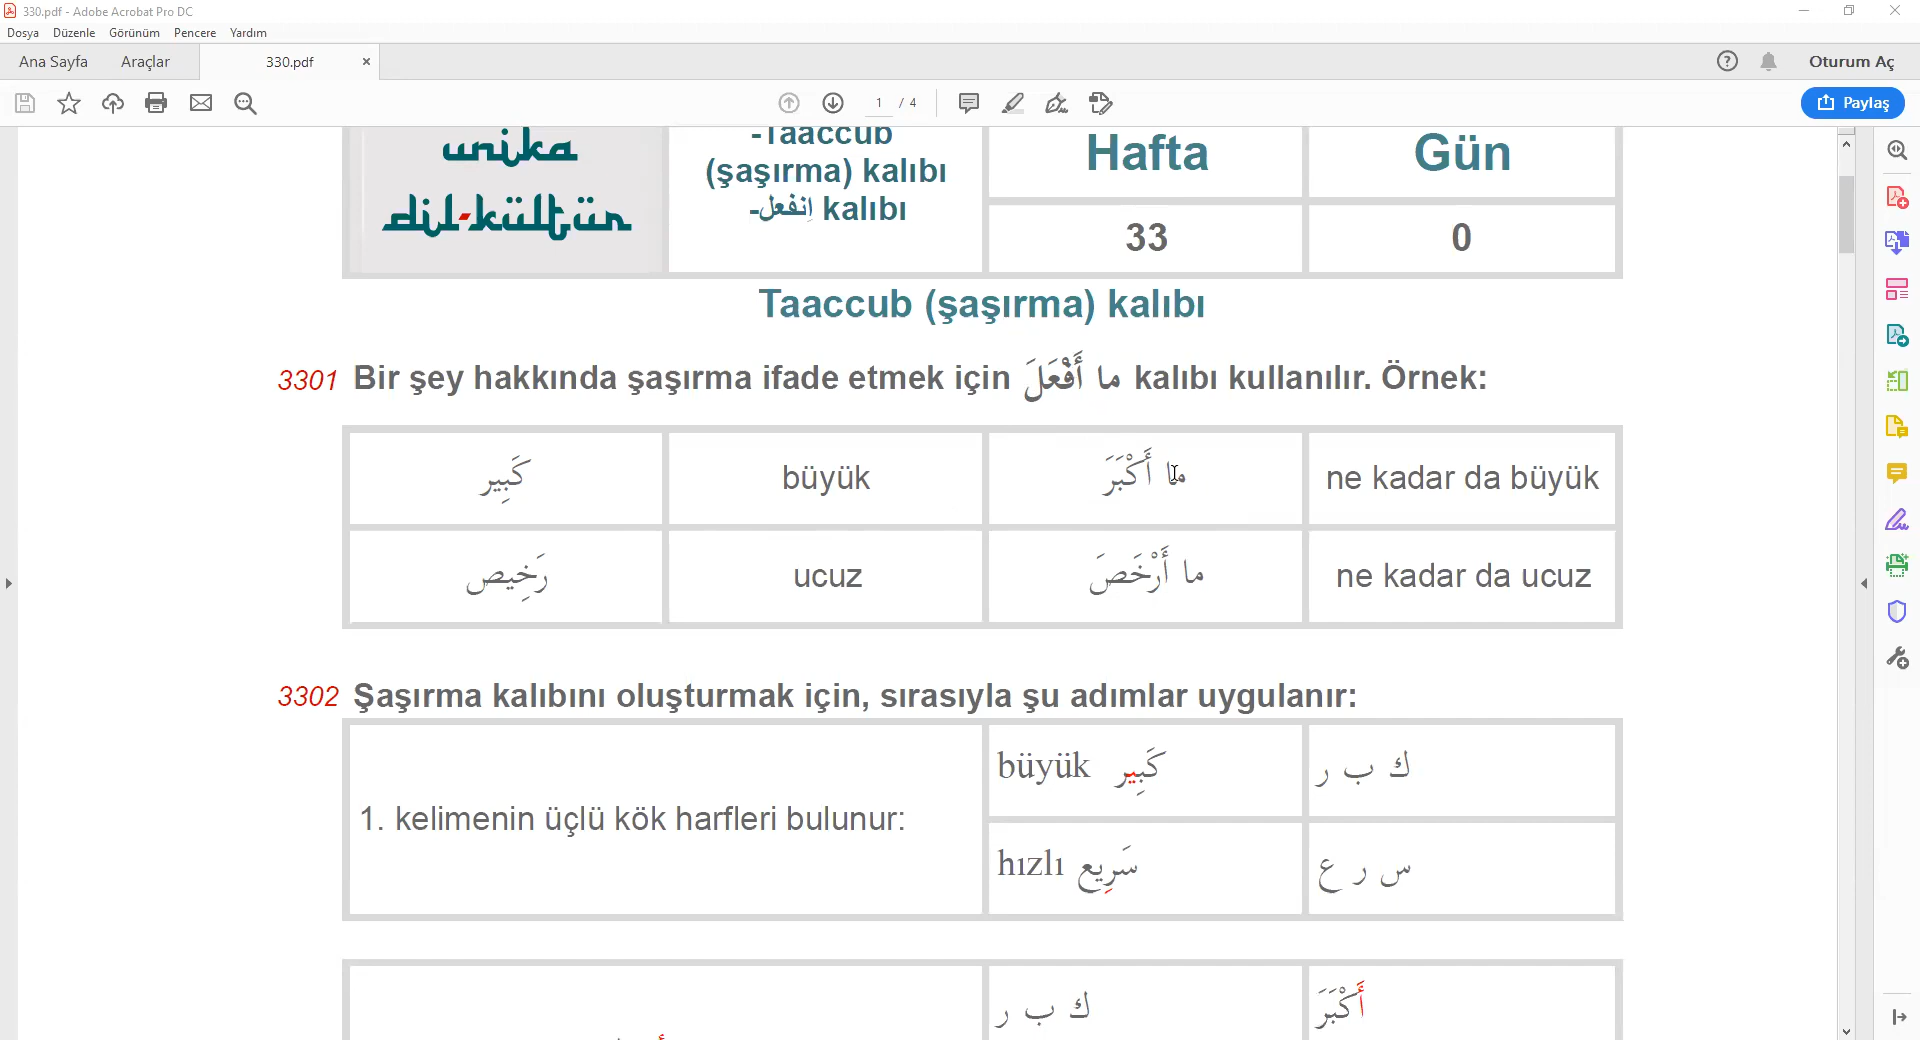 330.pdf - Adobe Acrobat Pro DC
Dosya Düzenle Görünüm Pencere Yardım
Ana Sayfa Araçlar 330.pdf × Oturum Aç
1 / 4 Paylaş
unika
dil-kültür
-Taaccub
(şaşırma) kalıbı
-اِنفعل kalıbı
Hafta Gün
33 0
Taaccub (şaşırma) kalıbı
3301 Bir şey hakkında şaşırma ifade etmek için ما أَفْعَلَ kalıbı kullanılır. Örnek:
كَبِير büyük ما أَكْبَرَ ne kadar da büyük
رَخِيص ucuz ما أَرْخَصَ ne kadar da ucuz
3302 Şaşırma kalıbını oluşturmak için, sırasıyla şu adımlar uygulanır:
1. kelimenin üçlü kök harfleri bulunur:
büyük كَبِير ك ب ر
hızlı سَرِيع س ر ع
ك ب ر أَكْبَرَ